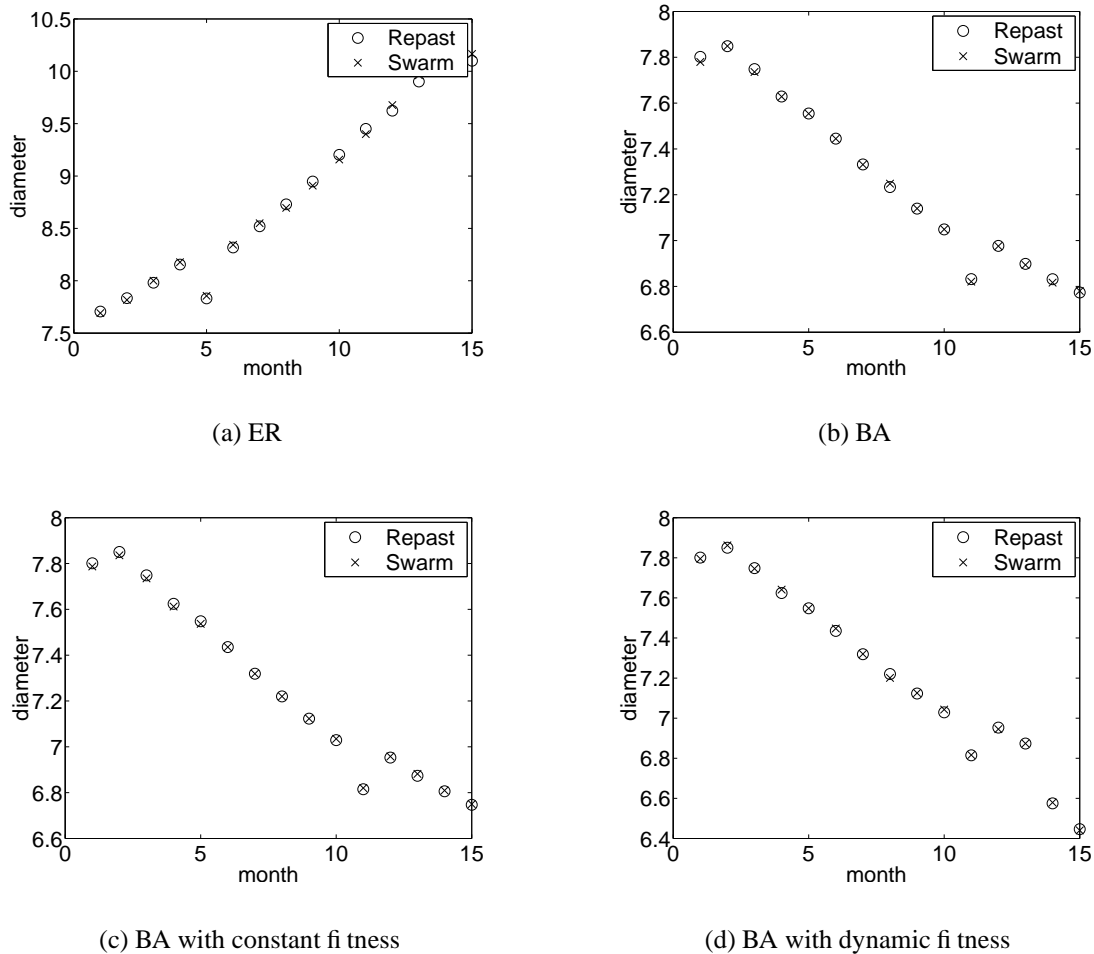 10.5
10
9.5
9
8.5
8
7.5
0 5 10 15
diameter
month
Repast
Swarm
(a) ER
8
7.8
7.6
7.4
7.2
7
6.8
6.6
0 5 10 15
diameter
month
Repast
Swarm
(b) BA
8
7.8
7.6
7.4
7.2
7
6.8
6.6
0 5 10 15
diameter
month
Repast
Swarm
(c) BA with constant fi tness
8
7.8
7.6
7.4
7.2
7
6.8
6.6
6.4
0 5 10 15
diameter
month
Repast
Swarm
(d) BA with dynamic fi tness